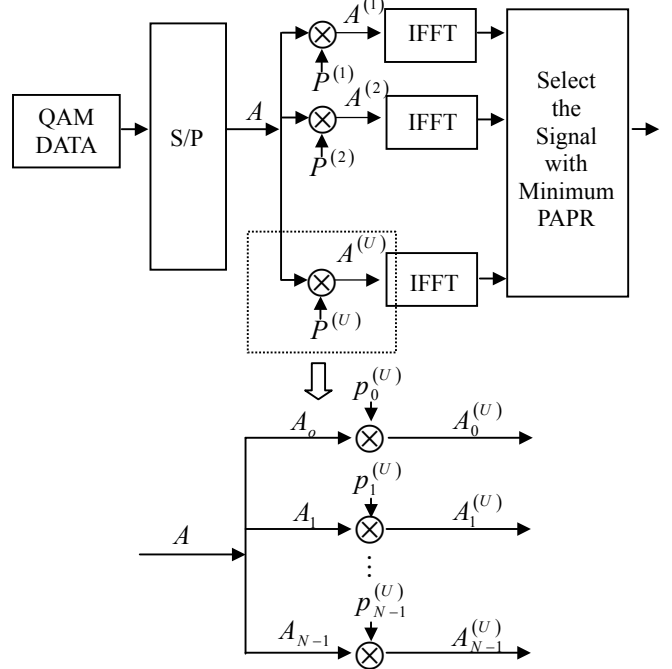 A^{(1)}
IFFT
P^{(1)}
QAM
DATA
S/P
A
A^{(2)}
IFFT
P^{(2)}
Select
the
Signal
with
Minimum
PAPR
A^{(U)}
IFFT
P^{(U)}
p_0^{(U)}
A_o
A_0^{(U)}
p_1^{(U)}
A_1
A_1^{(U)}
A
⋮
p_{N-1}^{(U)}
A_{N-1}
A_{N-1}^{(U)}